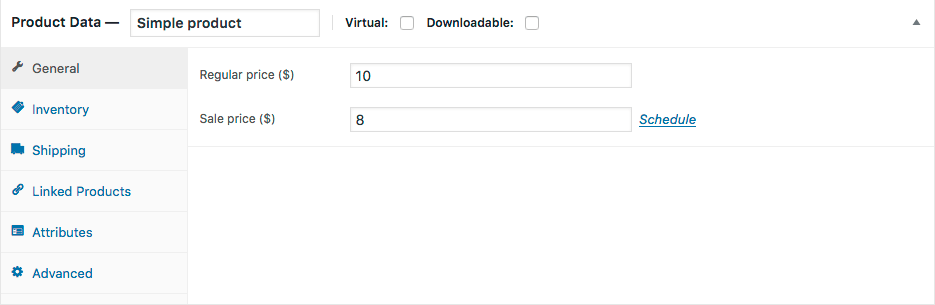 Product Data — Simple product Virtual: Downloadable:
General
Regular price ($) 10
Inventory
Sale price ($) 8 Schedule
Shipping
Linked Products
Attributes
Advanced